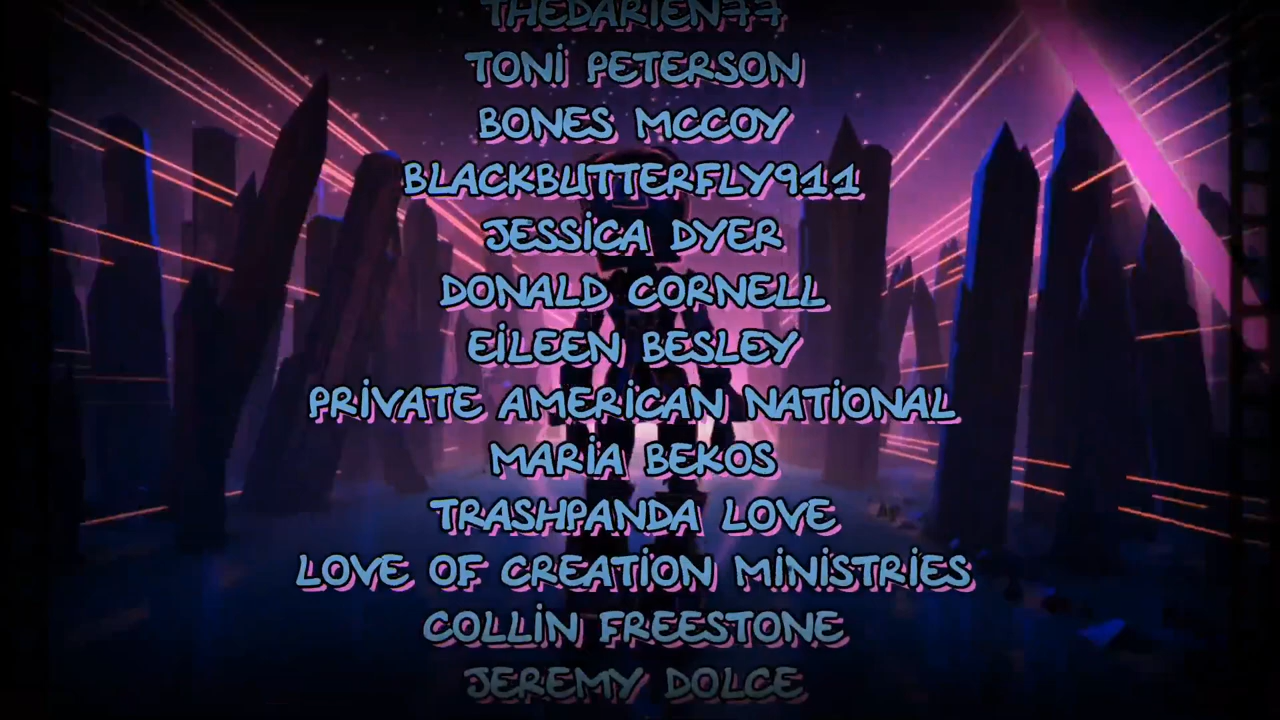 THEDARIEN77
TONI PETERSON
BONES MCCOY
BLACKBUTTERFLY911
JESSICA DYER
DONALD CORNELL
EILEEN BESLEY
PRIVATE AMERICAN NATIONAL
MARIA BEKOS
TRASHPANDA LOVE
LOVE OF CREATION MINISTRIES
COLLIN FREESTONE
JEREMY DOLCE